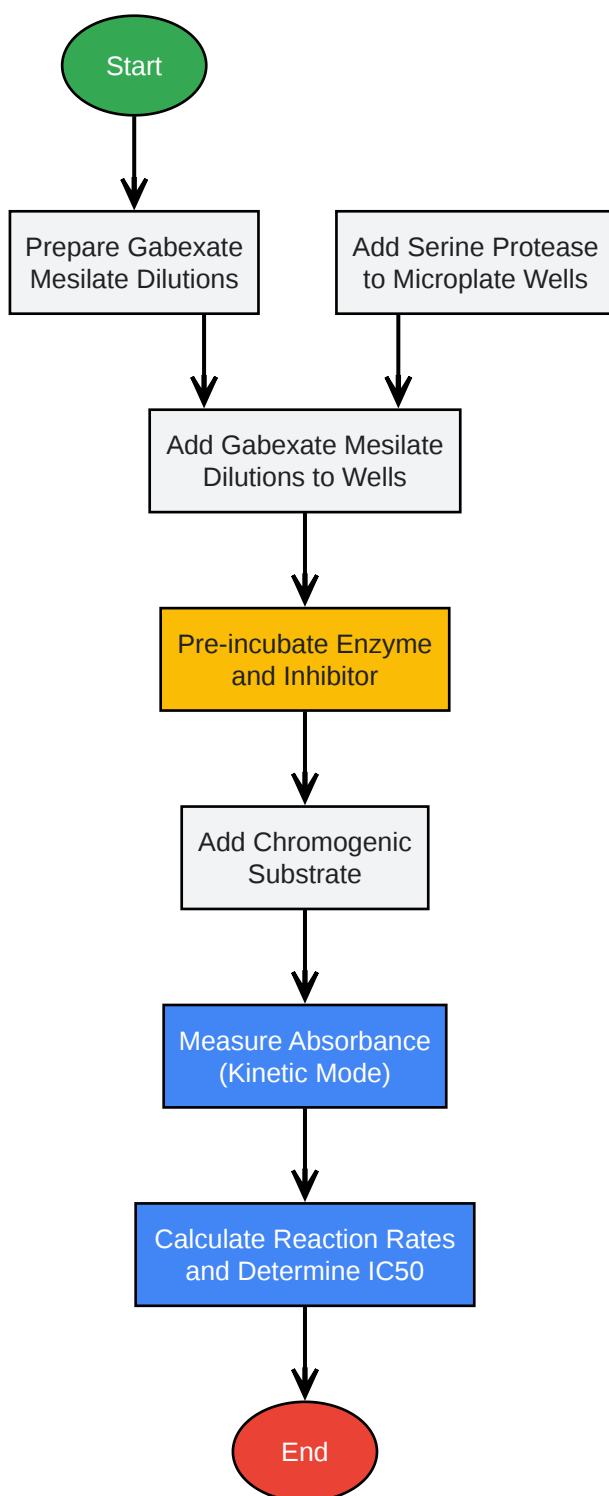 Start
Prepare Gabexate
Mesilate Dilutions
Add Serine Protease
to Microplate Wells
Add Gabexate Mesilate
Dilutions to Wells
Pre-incubate Enzyme
and Inhibitor
Add Chromogenic
Substrate
Measure Absorbance
(Kinetic Mode)
Calculate Reaction Rates
and Determine IC50
End